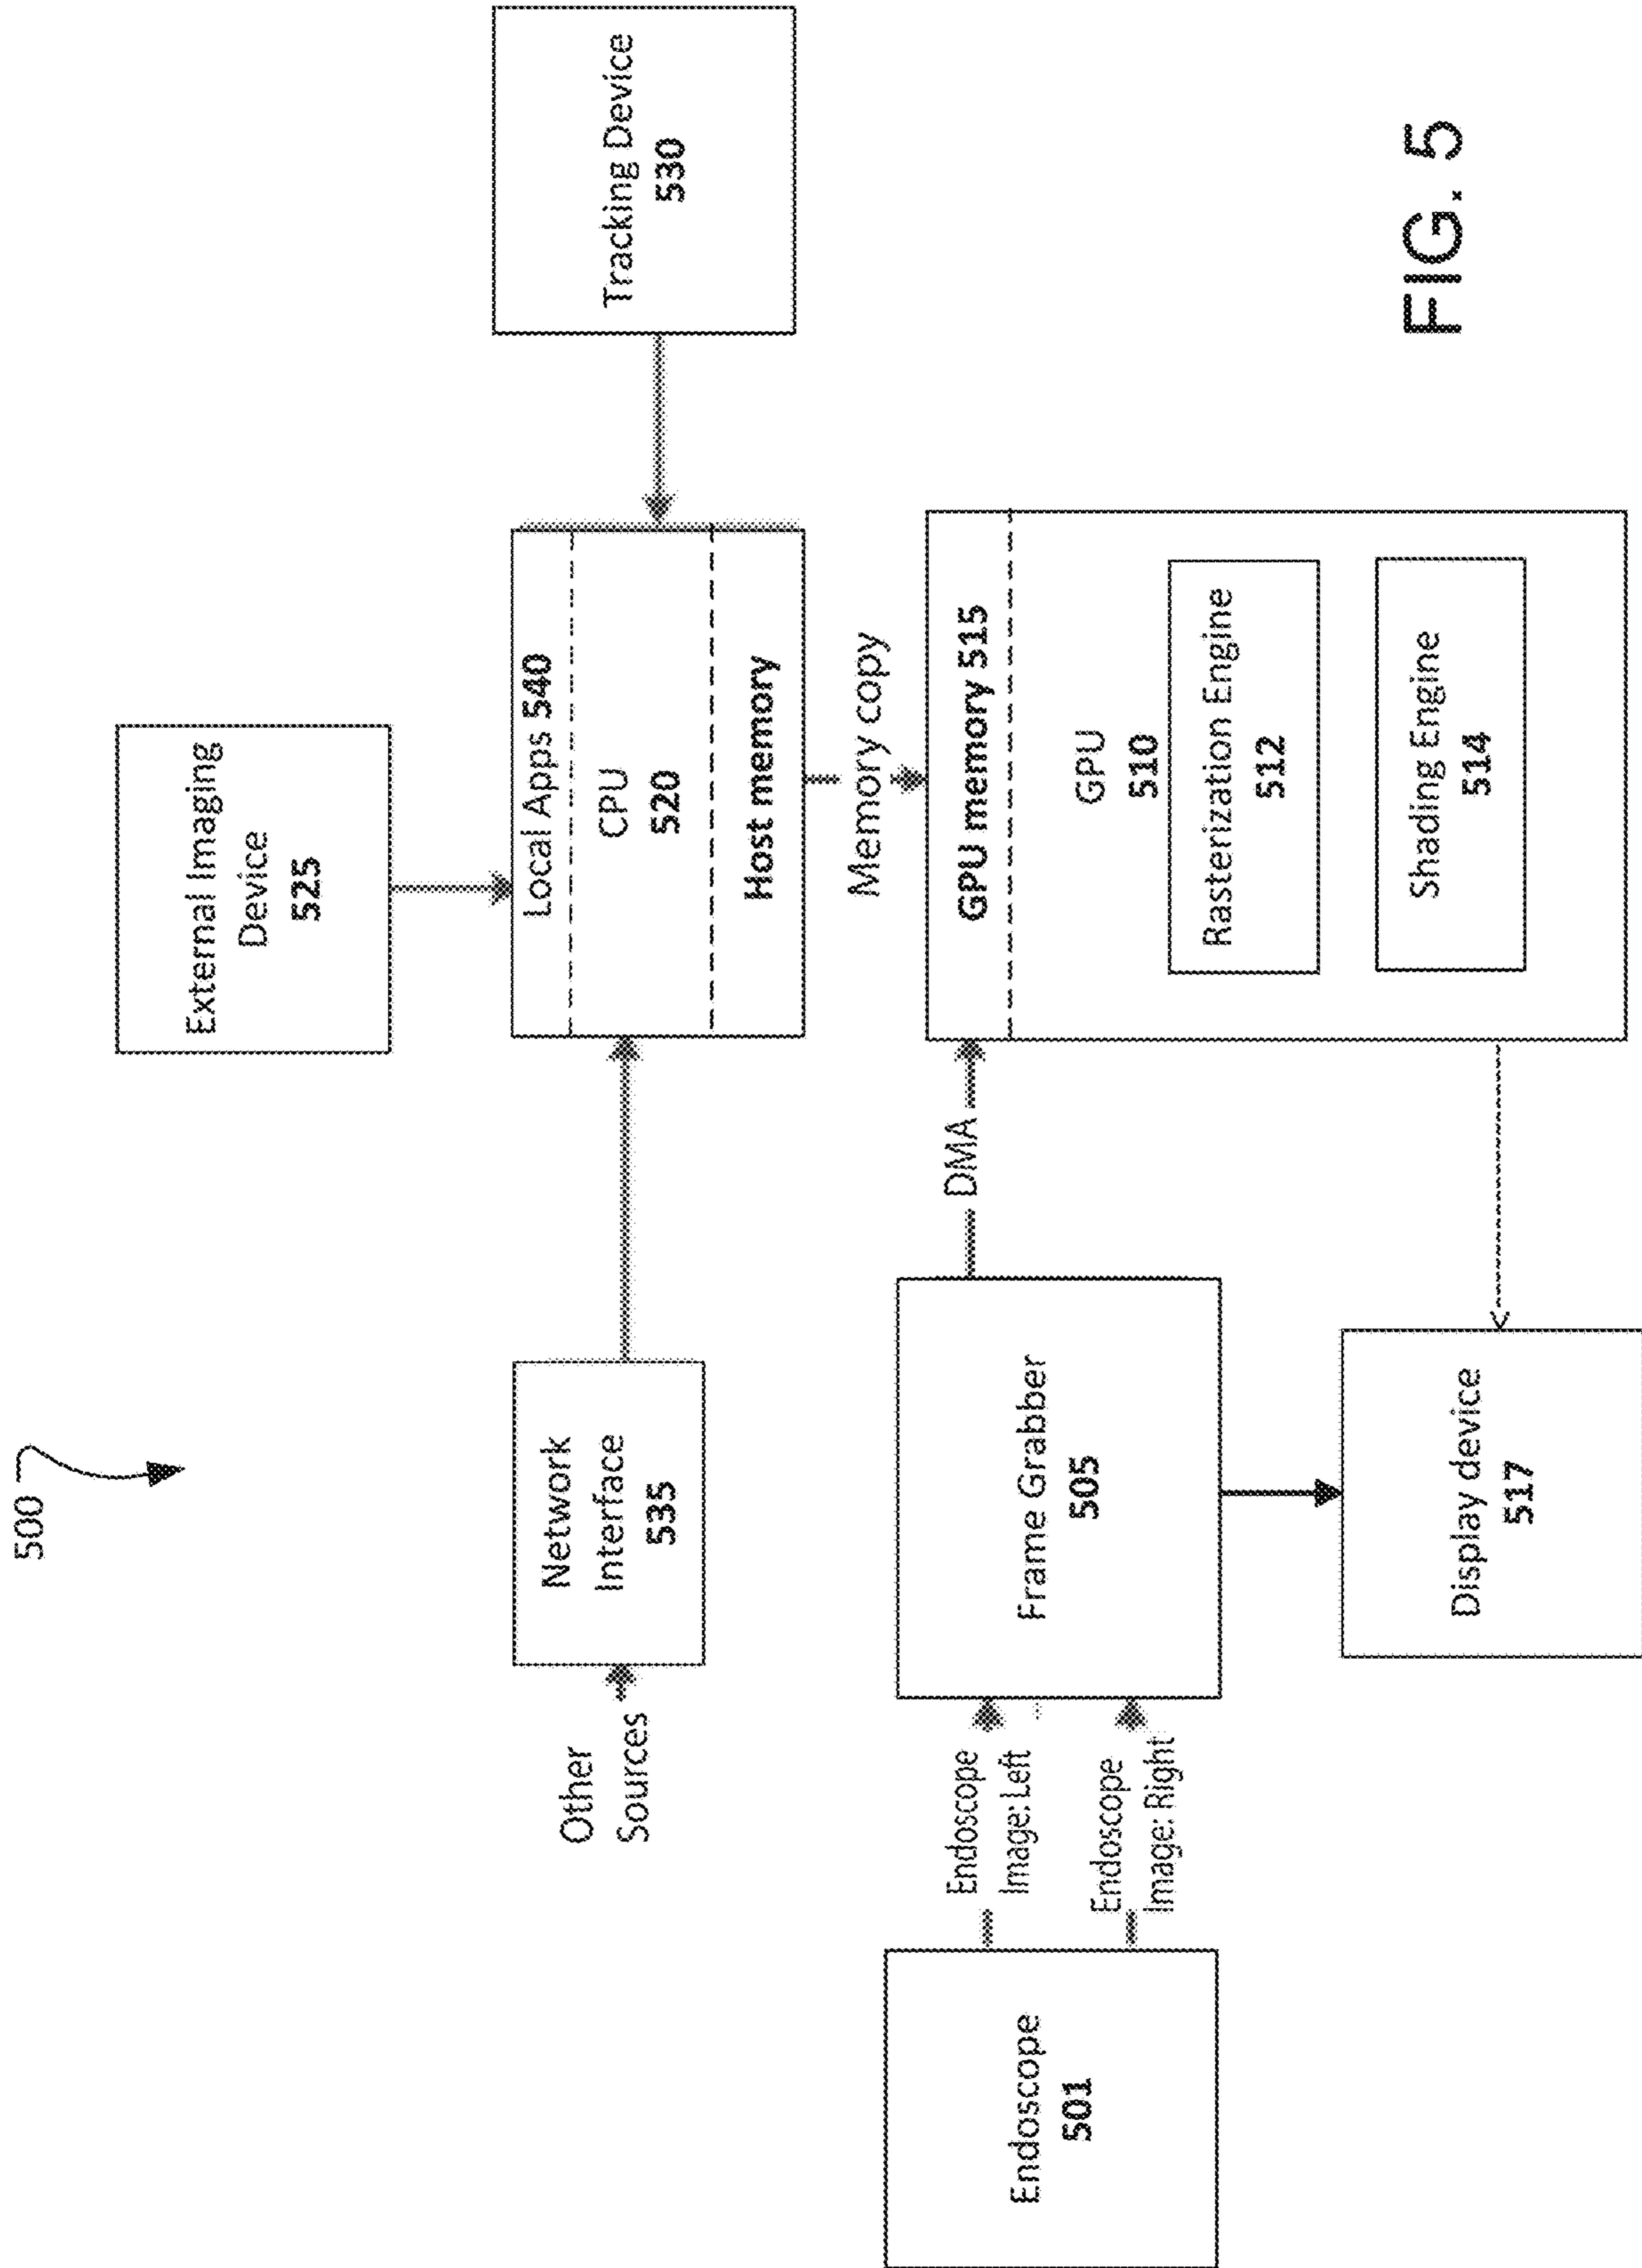 500
External Imaging
Device
525
Other
Sources
Network
Interface
535
Local Apps 540
CPU
520
Host memory
Tracking Device
530
Memory copy
Endoscope
501
Endoscope
Image: Left
Endoscope
Image: Right
Frame Grabber
505
DMA
GPU memory 515
GPU
510
Rasterization Engine
512
Shading Engine
514
Display device
517
FIG. 5